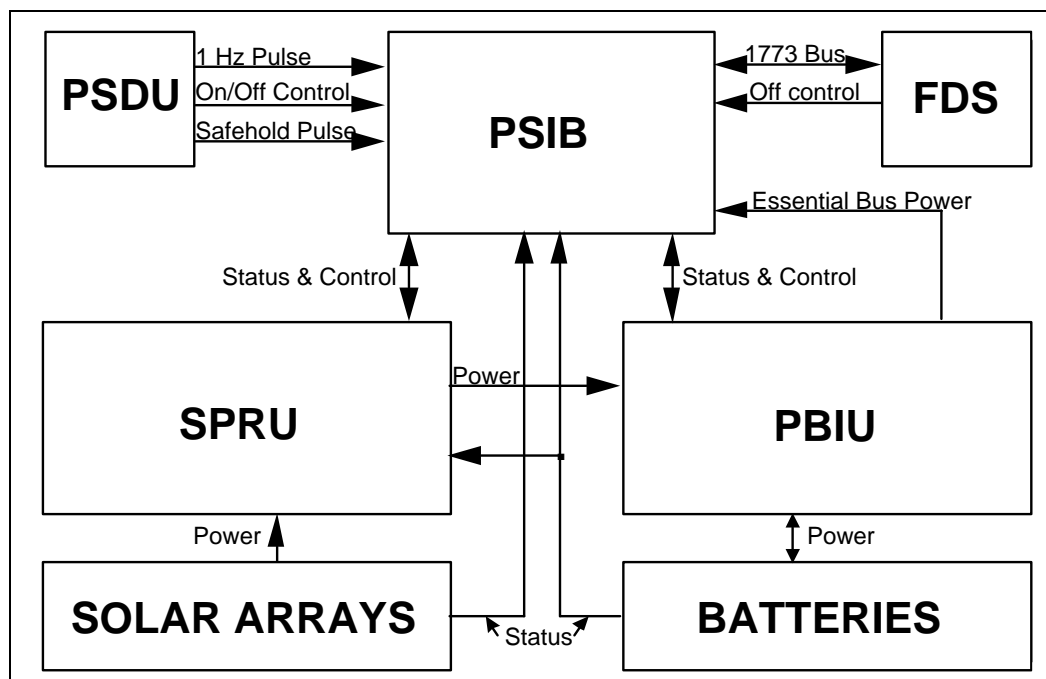 PSDU
1 Hz Pulse
On/Off Control
Safehold Pulse
PSIB
1773 Bus
Off control
FDS
Essential Bus Power
Status & Control
Status & Control
SPRU
Power
PBIU
Power
Power
SOLAR ARRAYS
Status
BATTERIES